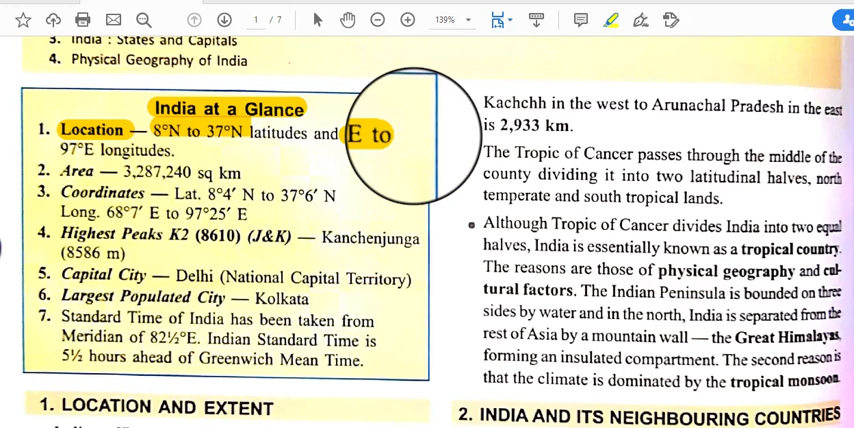 1 / 7
139%
3. India : States and Capitals
4. Physical Geography of India
India at a Glance
1. Location — 8°N to 37°N latitudes and E to
97°E longitudes.
2. Area — 3,287,240 sq km
3. Coordinates — Lat. 8°4′ N to 37°6′ N
Long. 68°7′ E to 97°25′ E
4. Highest Peaks K2 (8610) (J&K) — Kanchenjunga
(8586 m)
5. Capital City — Delhi (National Capital Territory)
6. Largest Populated City — Kolkata
7. Standard Time of India has been taken from
Meridian of 82½°E. Indian Standard Time is
5½ hours ahead of Greenwich Mean Time.
1. LOCATION AND EXTENT
Kachchh in the west to Arunachal Pradesh in the east
is 2,933 km.
The Tropic of Cancer passes through the middle of the
county dividing it into two latitudinal halves, north
temperate and south tropical lands.
• Although Tropic of Cancer divides India into two equal
halves, India is essentially known as a tropical country.
The reasons are those of physical geography and cul-
tural factors. The Indian Peninsula is bounded on three
sides by water and in the north, India is separated from the
rest of Asia by a mountain wall — the Great Himalayas,
forming an insulated compartment. The second reason is
that the climate is dominated by the tropical monsoon.
2. INDIA AND ITS NEIGHBOURING COUNTRIES